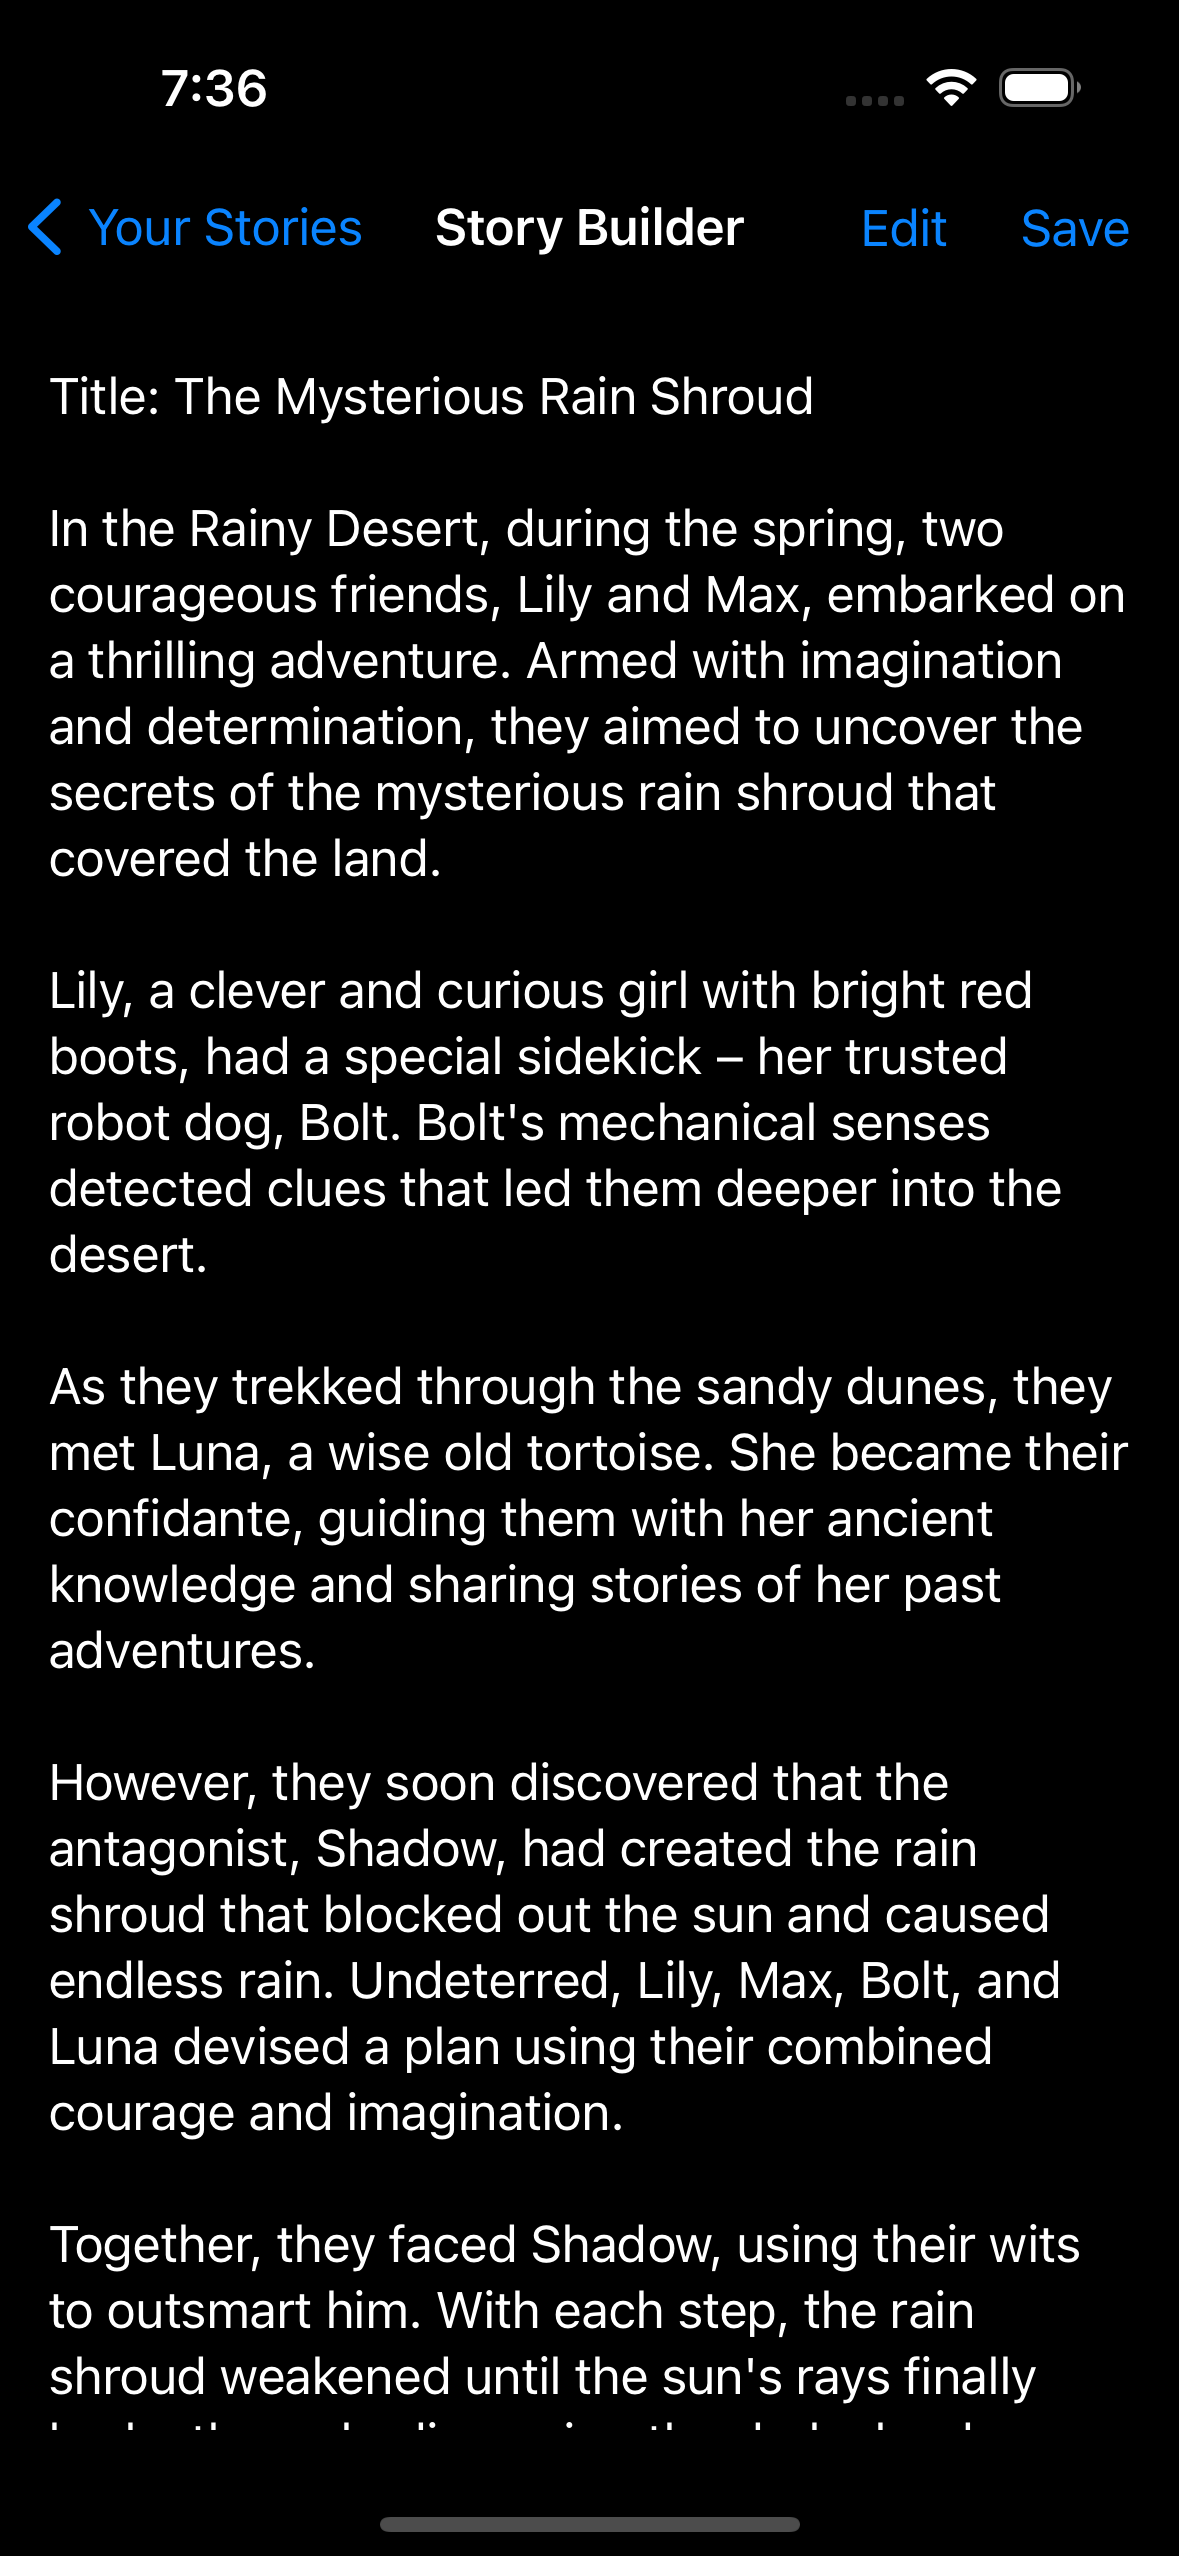 7:36
Your Stories
Story Builder
Edit
Save
Title: The Mysterious Rain Shroud
In the Rainy Desert, during the spring, two
courageous friends, Lily and Max, embarked on
a thrilling adventure. Armed with imagination
and determination, they aimed to uncover the
secrets of the mysterious rain shroud that
covered the land.
Lily, a clever and curious girl with bright red
boots, had a special sidekick – her trusted
robot dog, Bolt. Bolt's mechanical senses
detected clues that led them deeper into the
desert.
As they trekked through the sandy dunes, they
met Luna, a wise old tortoise. She became their
confidante, guiding them with her ancient
knowledge and sharing stories of her past
adventures.
However, they soon discovered that the
antagonist, Shadow, had created the rain
shroud that blocked out the sun and caused
endless rain. Undeterred, Lily, Max, Bolt, and
Luna devised a plan using their combined
courage and imagination.
Together, they faced Shadow, using their wits
to outsmart him. With each step, the rain
shroud weakened until the sun's rays finally